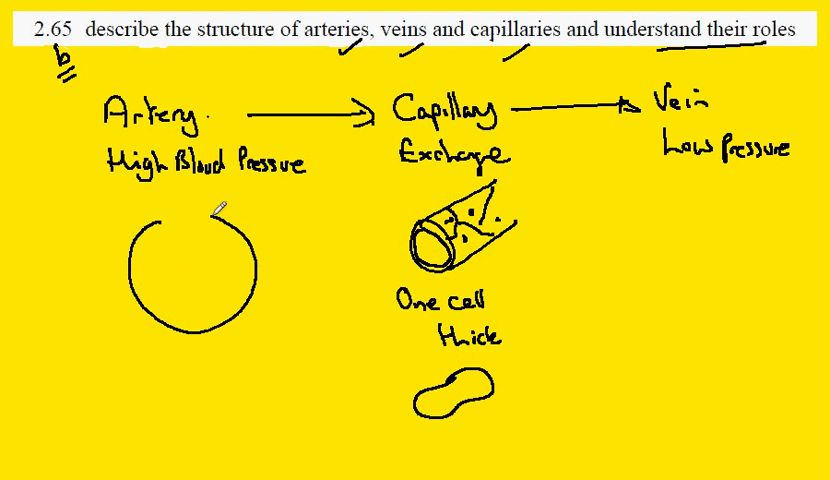 2.65 describe the structure of arteries, veins and capillaries and understand their roles
b
Artery. Capillary Vein
High Blood Pressure Exchange Low Pressure
One cell
thick